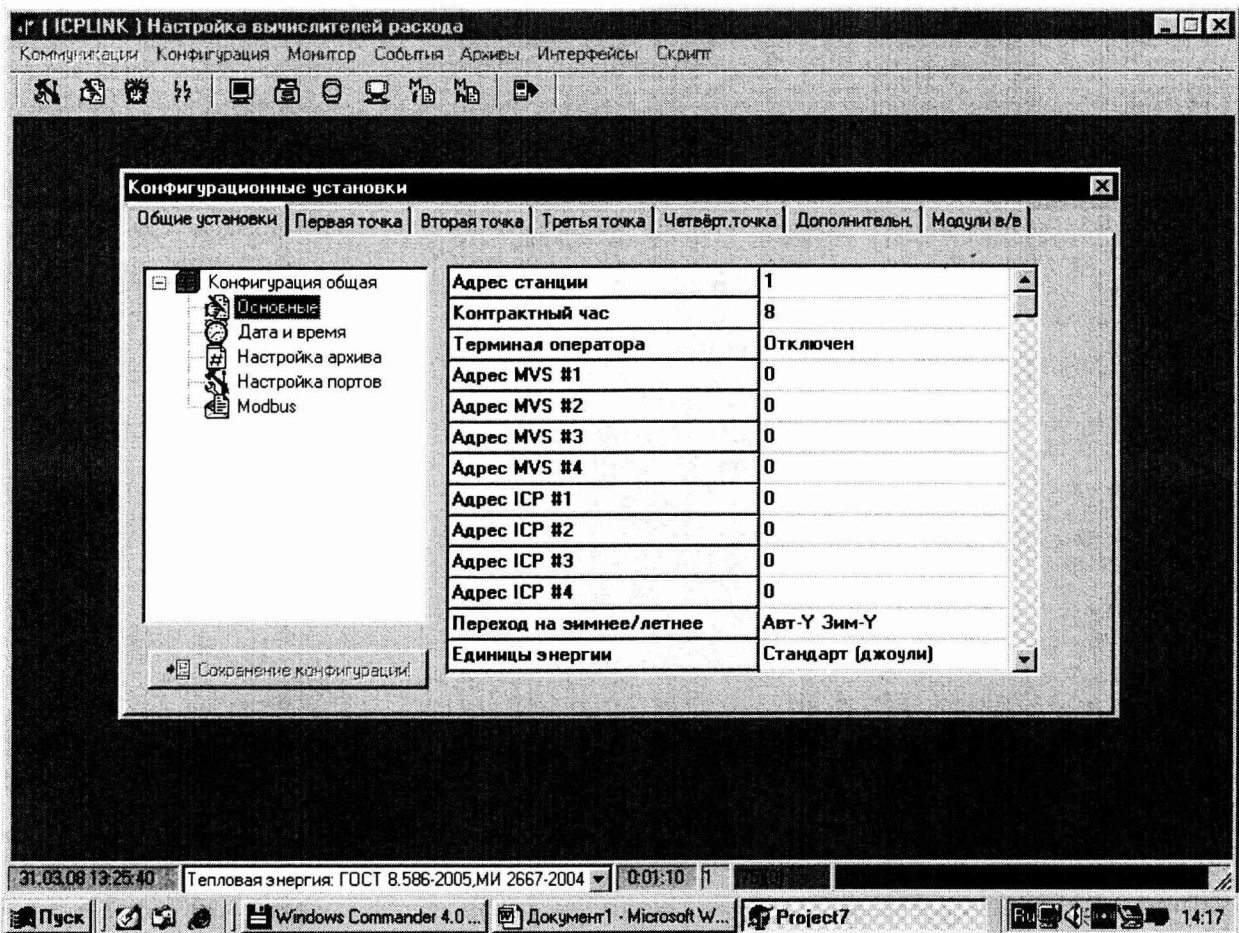 [ ICPLINK ] Настройка вычислителей расхода
Коммуникации Конфигурация Монитор События Архивы Интерфейсы Скрипт
Конфигурационные установки
Общие установки Первая точка Вторая точка Третья точка Четвёрт.точка Дополнительн. Модули в/в
Конфигурация общая
Основные
Дата и время
Настройка архива
Настройка портов
Modbus
Сохранение конфигурации!
Адрес станции 1
Контрактный час 8
Терминал оператора Отключен
Адрес MVS #1 0
Адрес MVS #2 0
Адрес MVS #3 0
Адрес MVS #4 0
Адрес ICP #1 0
Адрес ICP #2 0
Адрес ICP #3 0
Адрес ICP #4 0
Переход на зимнее/летнее Авт-Y Зим-Y
Единицы энергии Стандарт (джоули)
31.03.08 13:25:40 Тепловая энергия: ГОСТ 8.586-2005,МИ 2667-2004 0:01:10 1
Пуск Windows Commander 4.0 ... Документ1 - Microsoft W... Project7 Ru 14:17